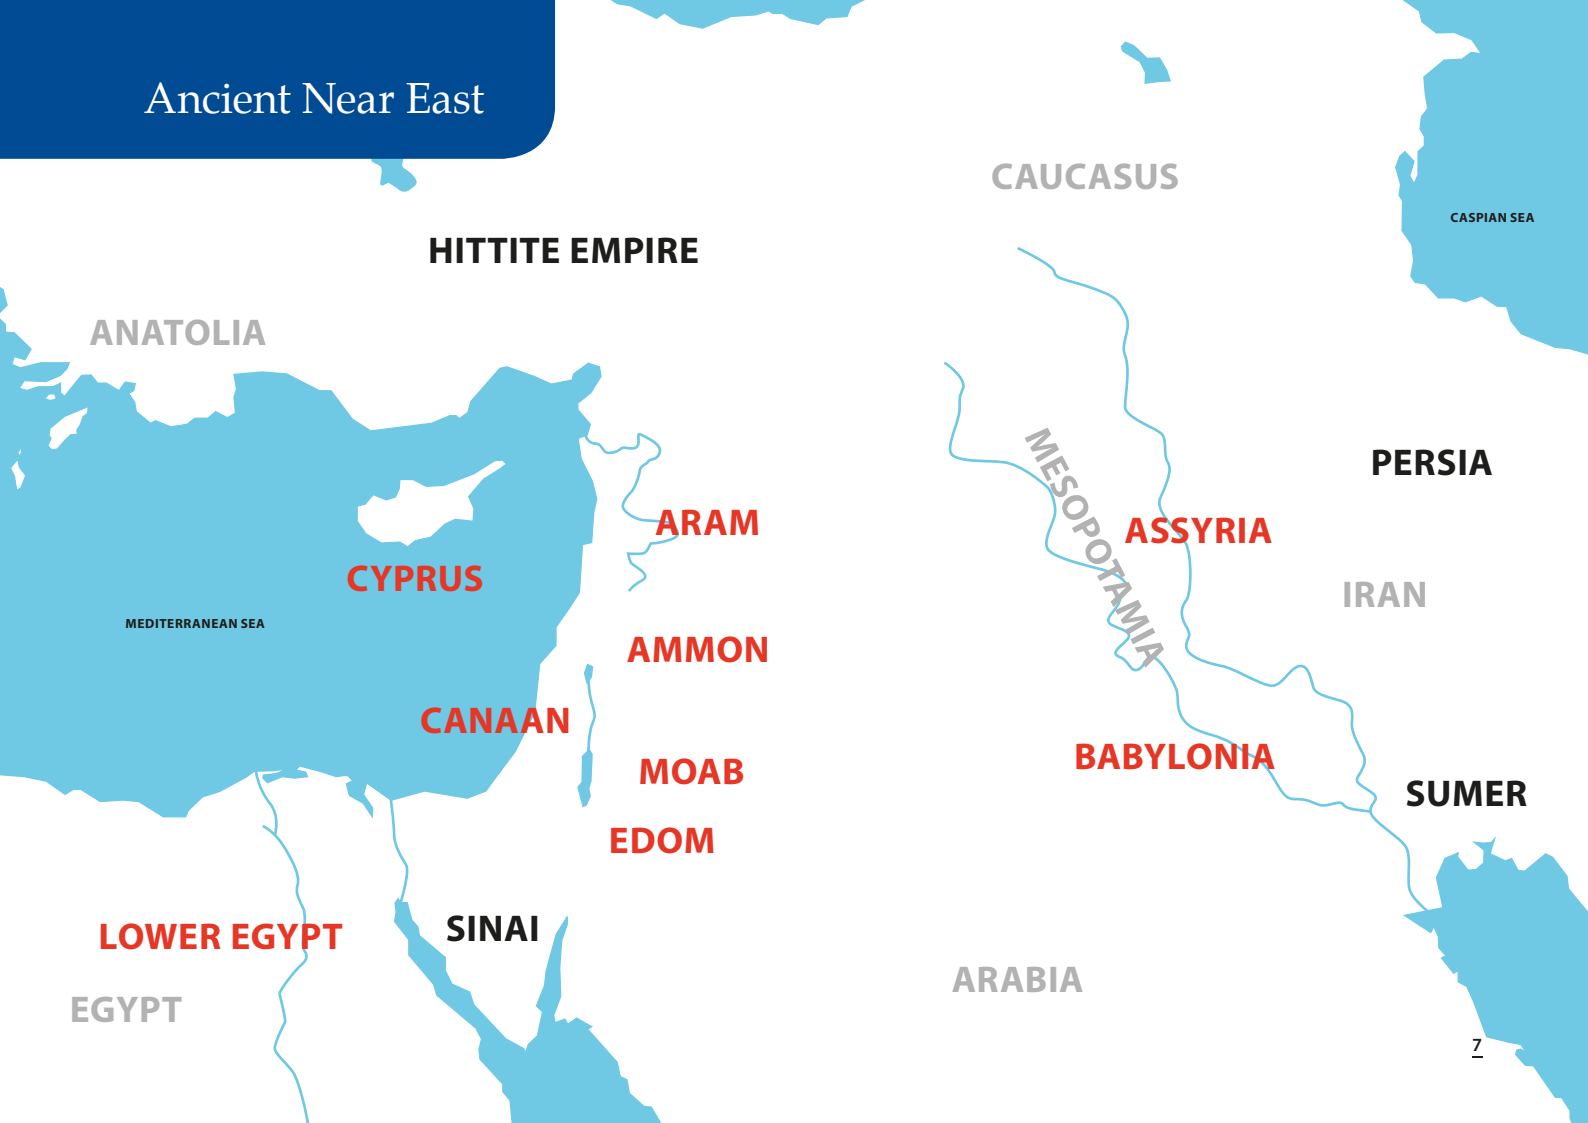 Ancient Near East
CAUCASUS
CASPIAN SEA
HITTITE EMPIRE
ANATOLIA
PERSIA
MESOPOTAMIA
ARAM
ASSYRIA
CYPRUS
IRAN
MEDITERRANEAN SEA
AMMON
CANAAN
BABYLONIA
MOAB
SUMER
EDOM
SINAI
LOWER EGYPT
ARABIA
EGYPT
7